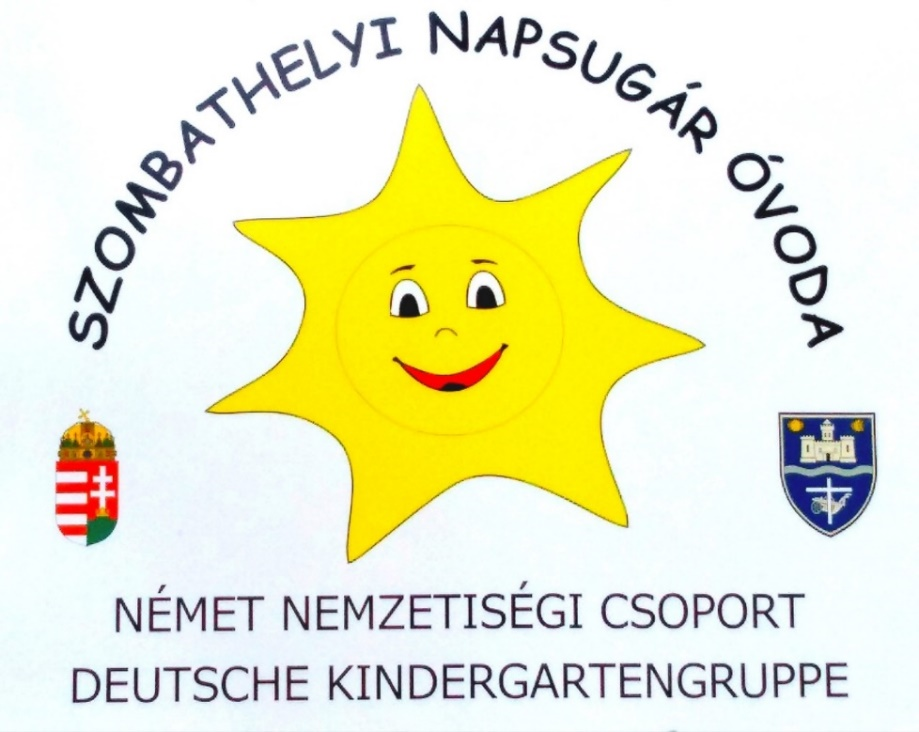 SZOMBATHELYI NAPSUGÁR ÓVODA
NÉMET NEMZETISÉGI CSOPORT
DEUTSCHE KINDERGARTENGRUPPE